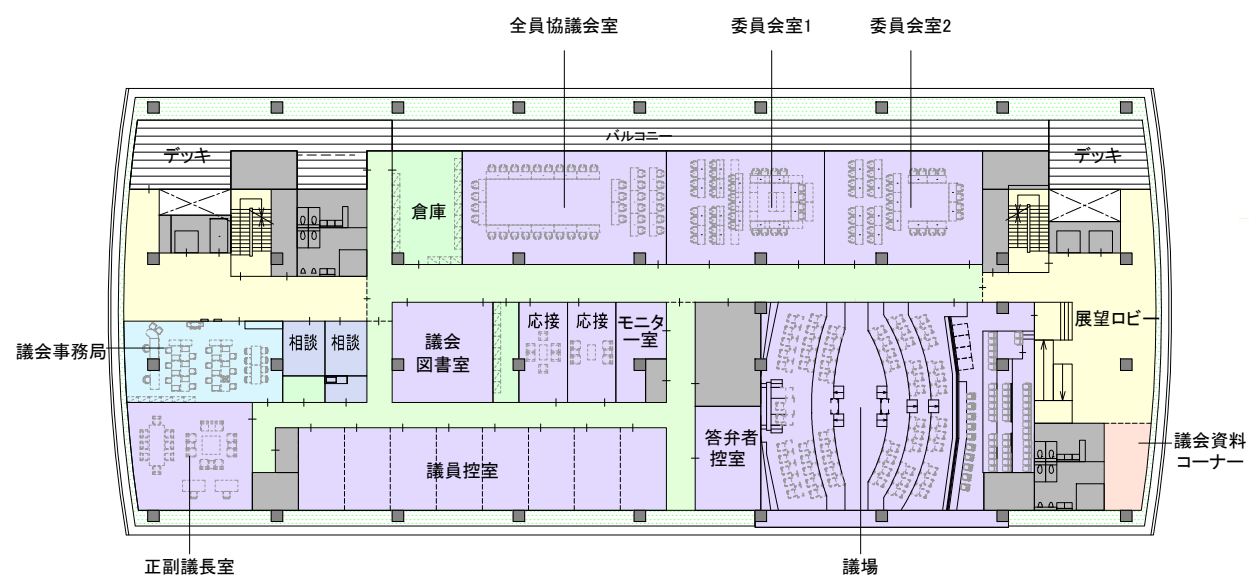 全員協議会室
委員会室1
委員会室2
バルコニー
デッキ
デッキ
倉庫
応接
応接
モニタ
ー室
展望ロビー
議会事務局
相談
相談
議会
図書室
答弁者
控室
議会資料
コーナー
議員控室
正副議長室
議場